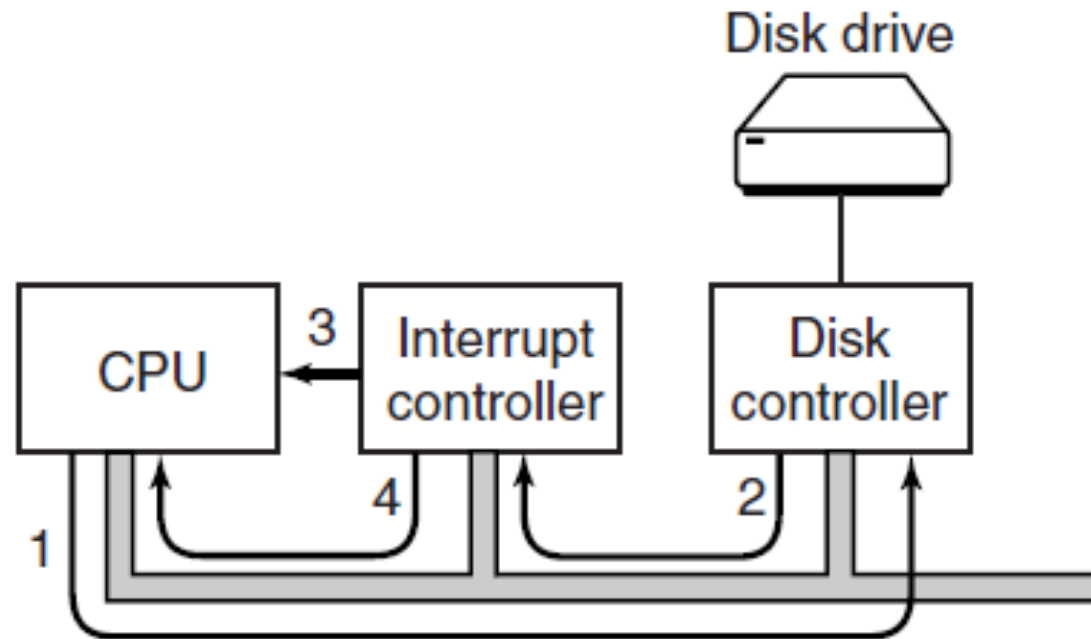 Disk drive
CPU
3
Interrupt
controller
Disk
controller
1
4
2